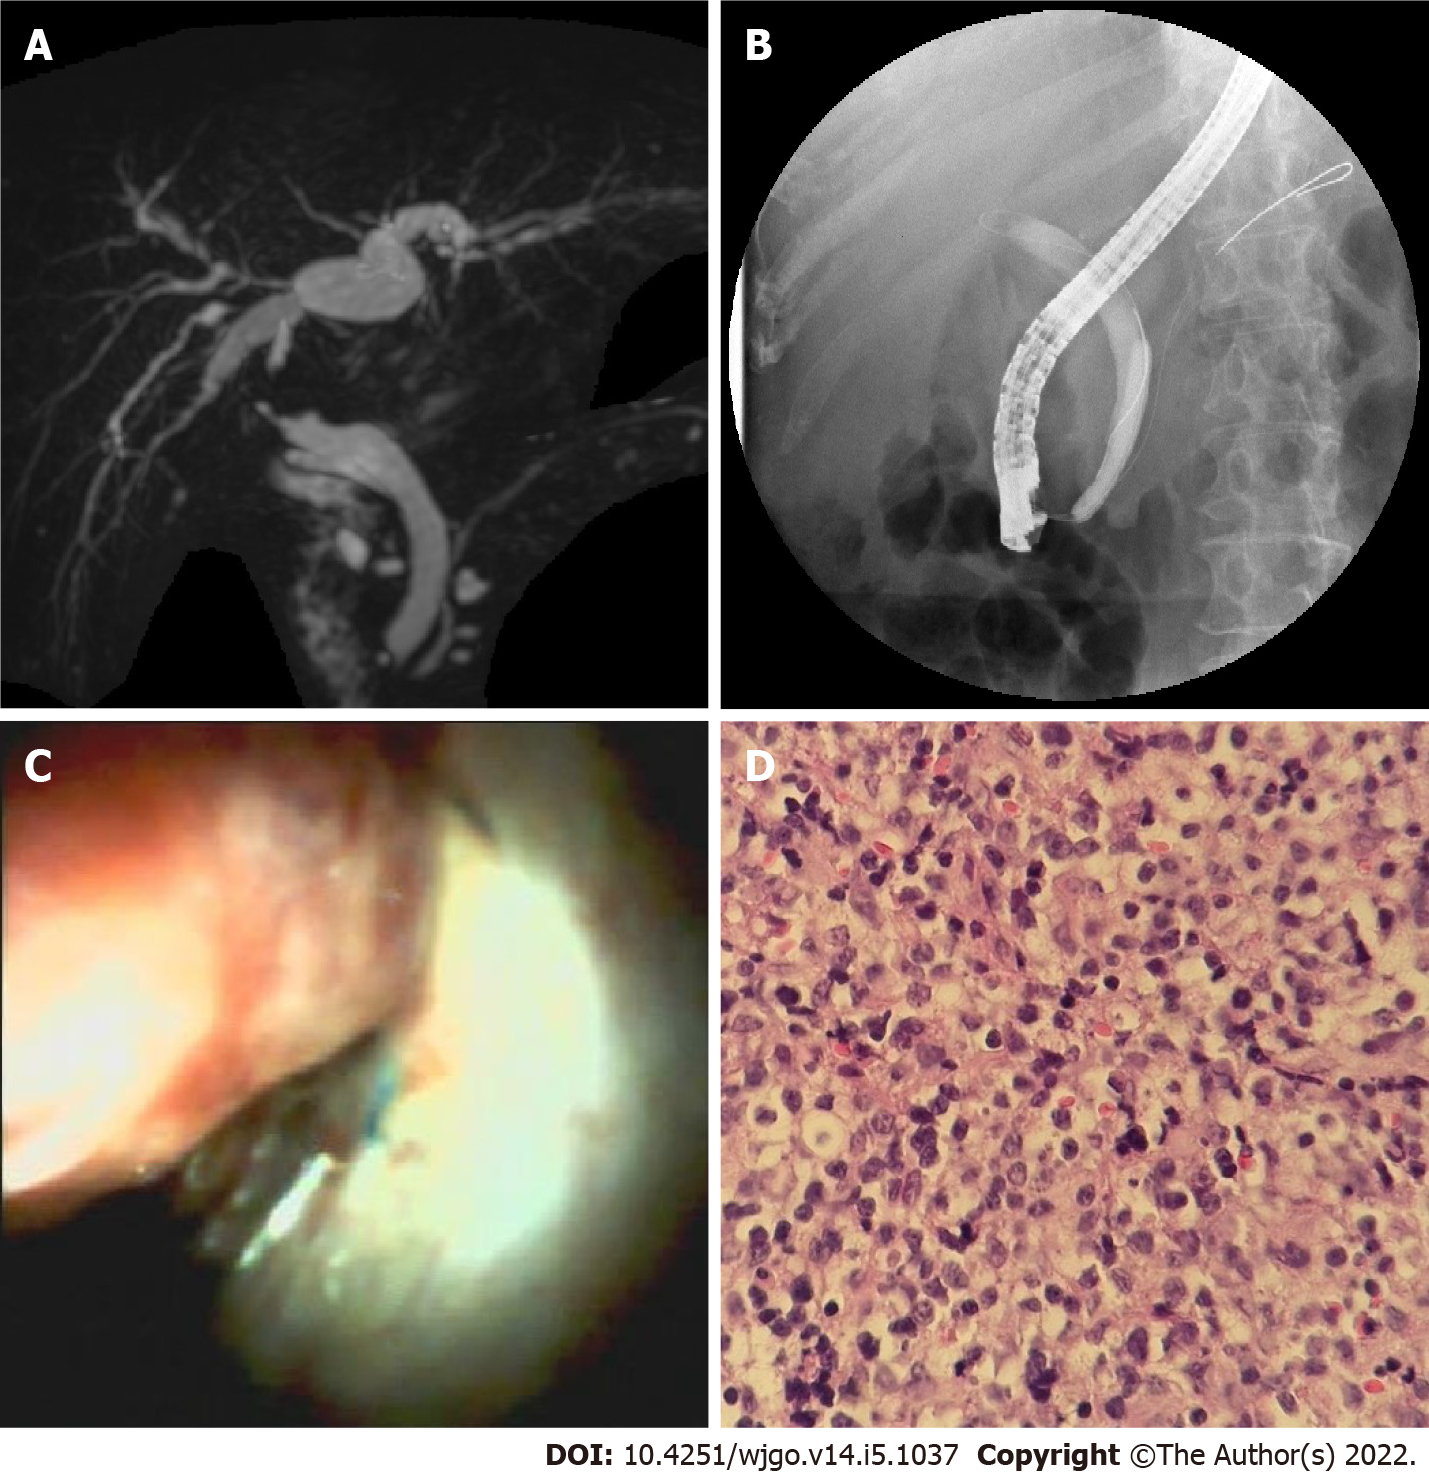 A
B
C
D
DOI: 10.4251/wjgo.v14.i5.1037 Copyright ©The Author(s) 2022.